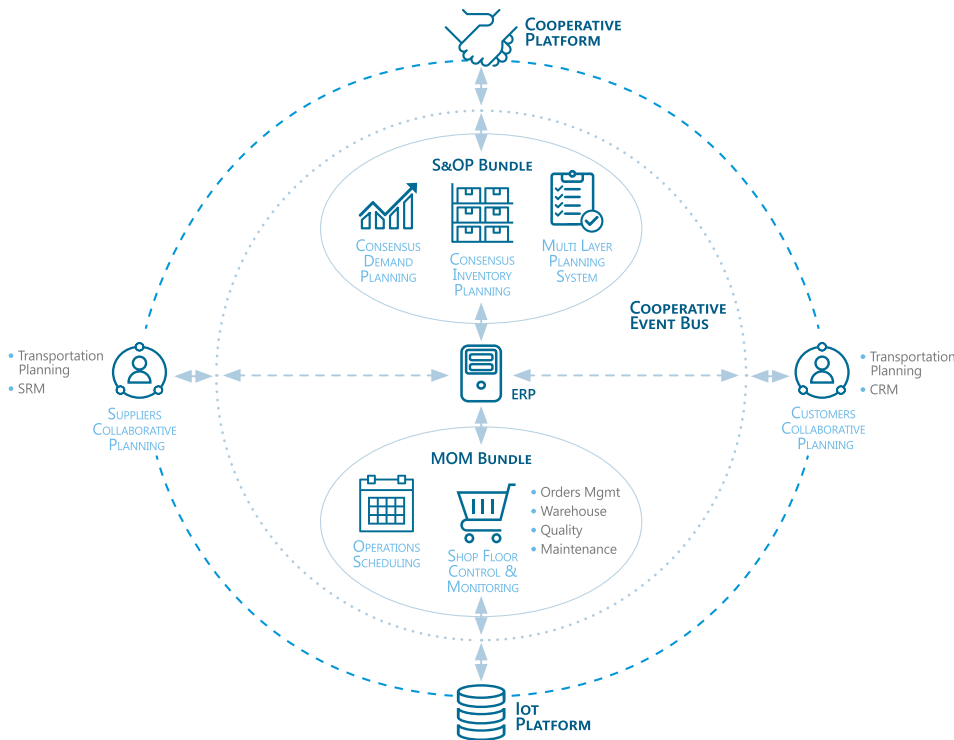 Cooperative
Platform
S&OP Bundle
Consensus
Demand
Planning
Consensus
Inventory
Planning
Multi Layer
Planning
System
Cooperative
Event Bus
• Transportation
Planning
• SRM
Suppliers
Collaborative
Planning
ERP
• Transportation
Planning
• CRM
Customers
Collaborative
Planning
MOM Bundle
Operations
Scheduling
Shop Floor
Control &
Monitoring
• Orders Mgmt
• Warehouse
• Quality
• Maintenance
IoT
Platform